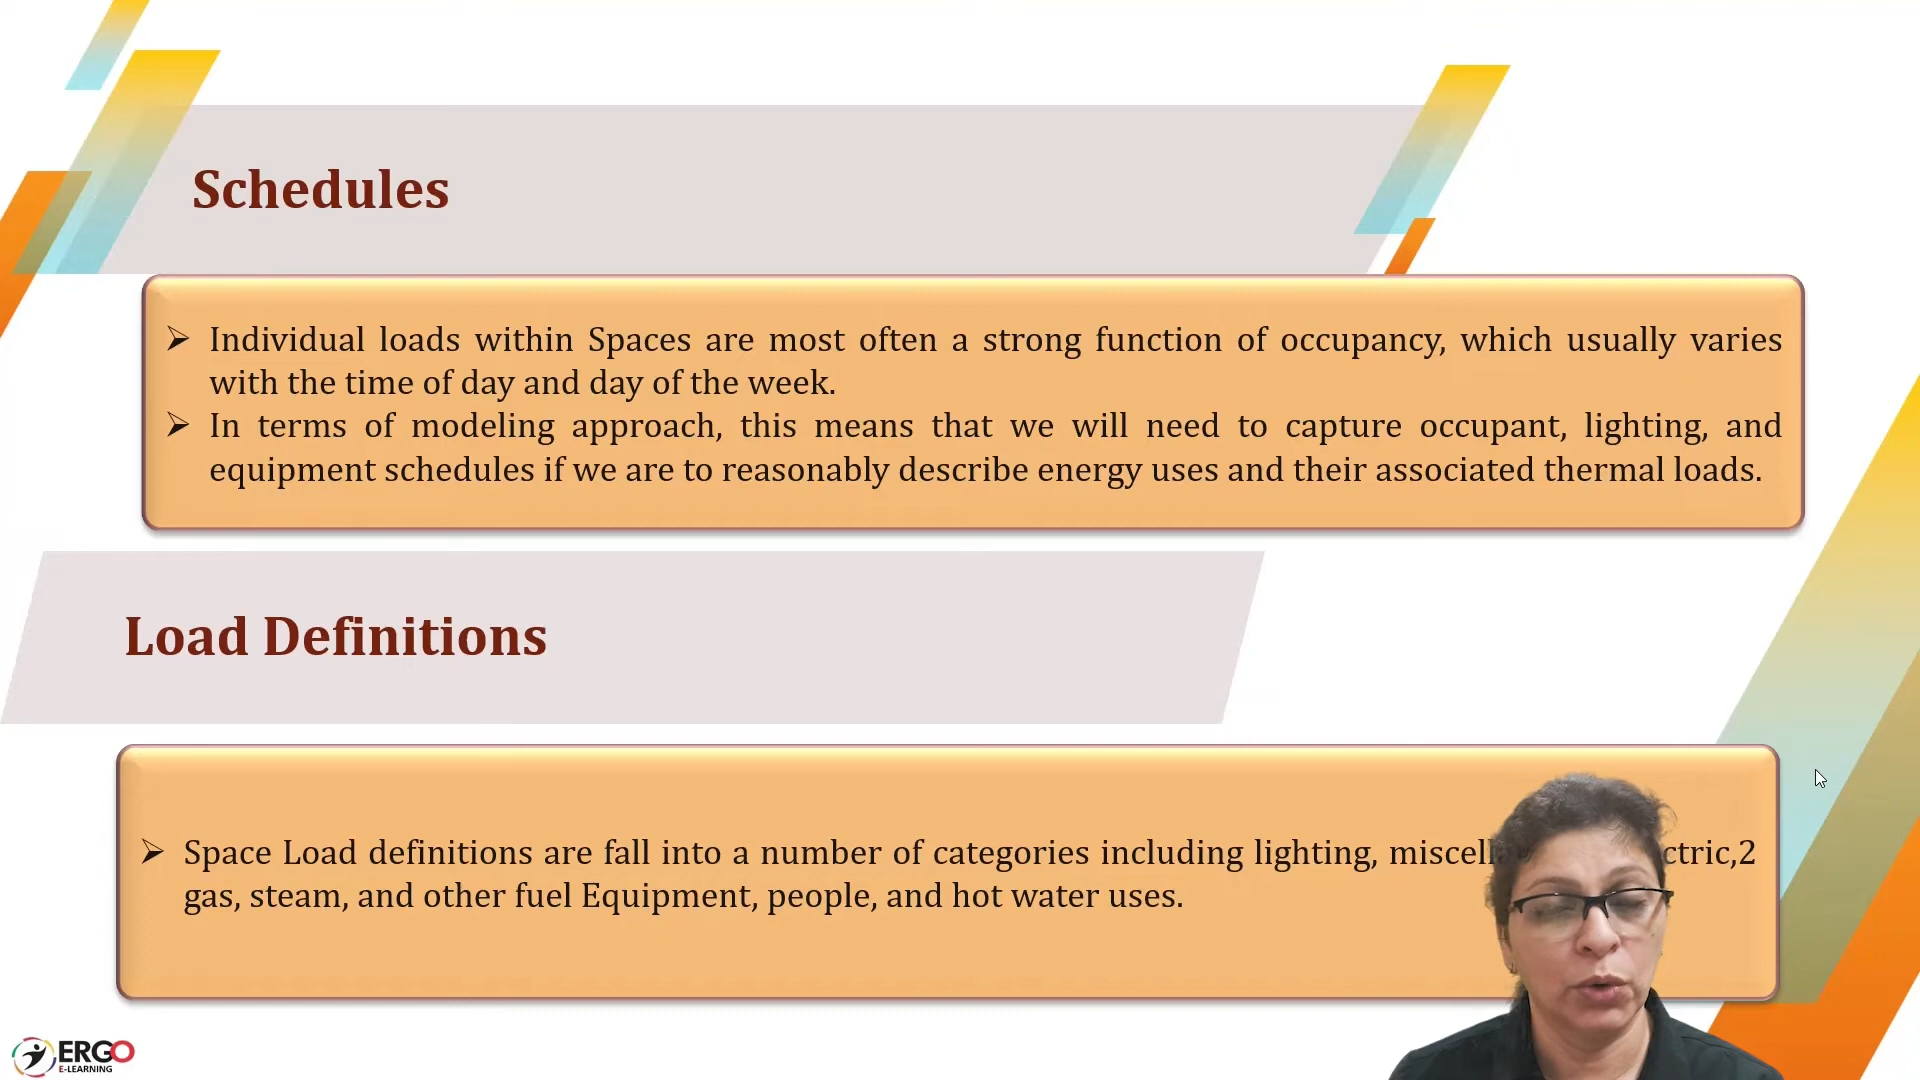 Schedules
➢ Individual loads within Spaces are most often a strong function of occupancy, which usually varies
with the time of day and day of the week.
➢ In terms of modeling approach, this means that we will need to capture occupant, lighting, and
equipment schedules if we are to reasonably describe energy uses and their associated thermal loads.
Load Definitions
➢ Space Load definitions are fall into a number of categories including lighting, ,2
gas, steam, and other fuel Equipment, people, and hot water uses.
ERGO
E-LEARNING